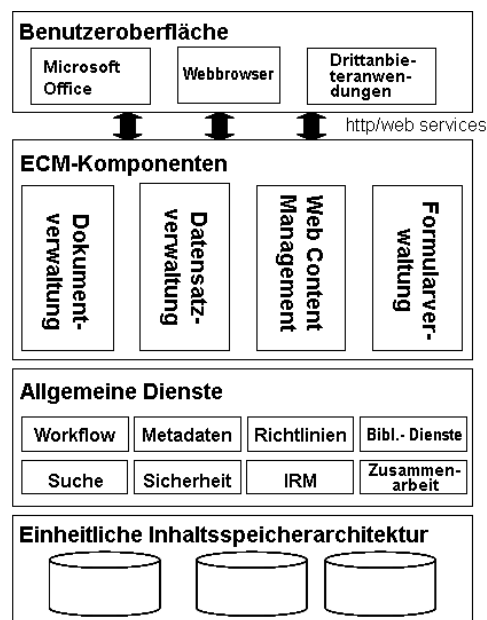 Benutzeroberfläche
Microsoft
Office
Webbrowser
Drittanbie-
teranwen-
dungen
http/web services
ECM-Komponenten
Dokument-
verwaltung
Datensatz-
verwaltung
Web Content
Management
Formularver-
waltung
Allgemeine Dienste
Workflow
Metadaten
Richtlinien
Bibl.- Dienste
Suche
Sicherheit
IRM
Zusammen-
arbeit
Einheitliche Inhaltsspeicherarchitektur